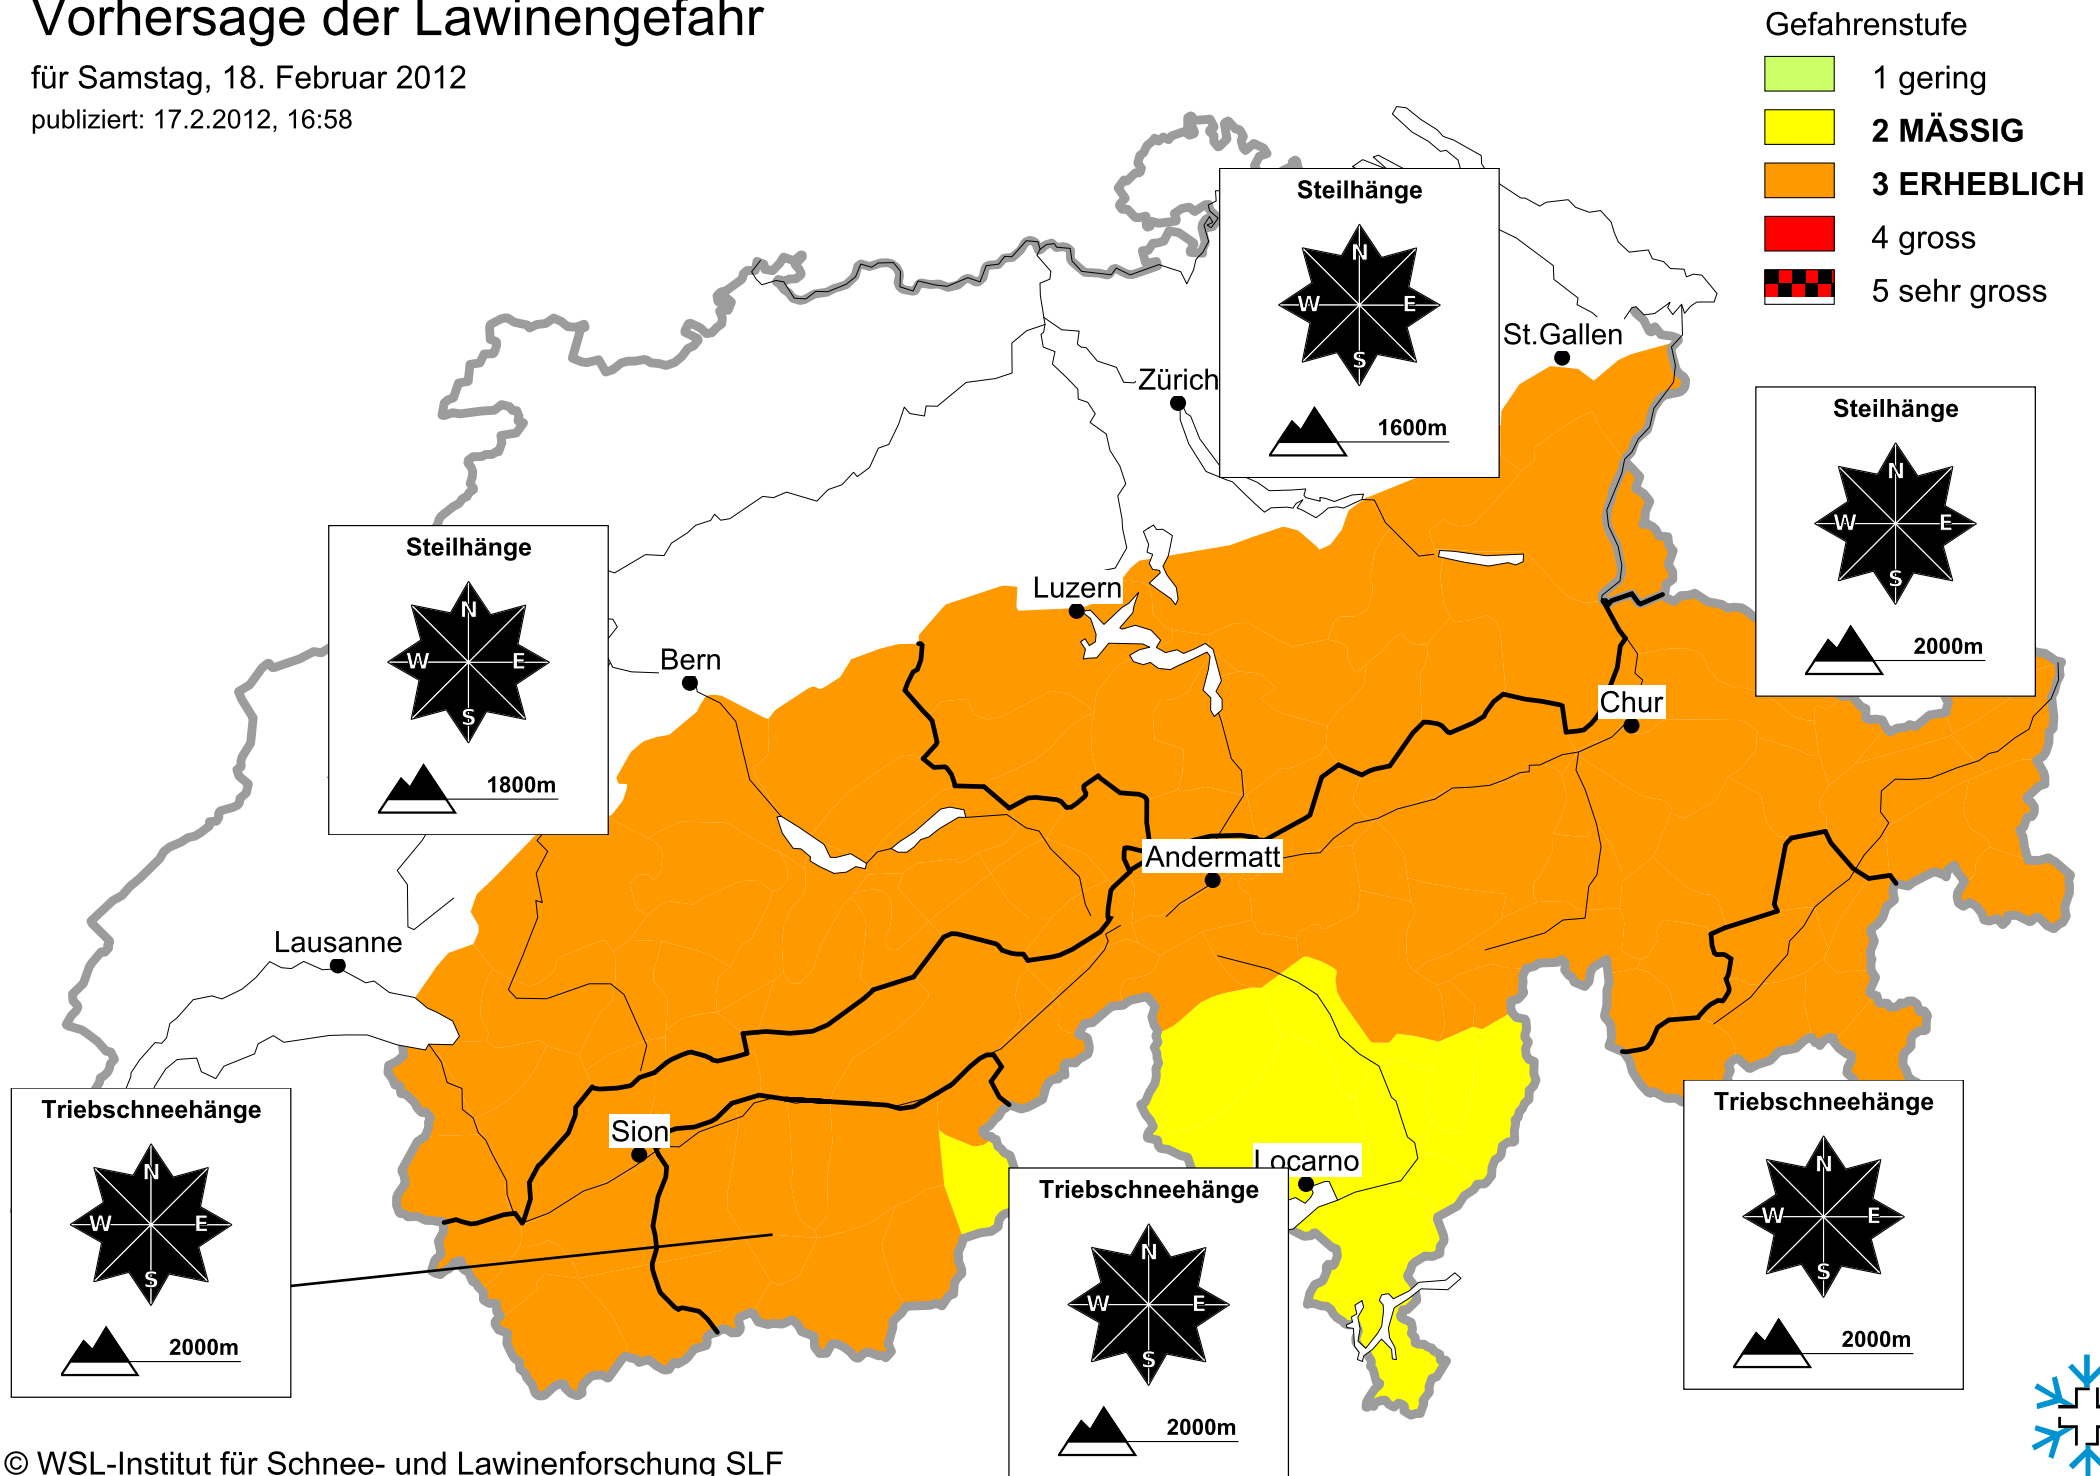 Vorhersage der Lawinengefahr
für Samstag, 18. Februar 2012
publiziert: 17.2.2012, 16:58
Gefahrenstufe
1 gering
2 MÄSSIG
3 ERHEBLICH
4 gross
5 sehr gross
Steilhänge
N
W E
S
1600m
St.Gallen
Zürich
Steilhänge
N
W E
S
2000m
Steilhänge
N
W E
S
1800m
Luzern
Bern
Chur
Andermatt
Lausanne
Triebschneehänge
N
W E
S
2000m
Sion
Locarno
Triebschneehänge
N
W E
S
2000m
Triebschneehänge
N
W E
S
2000m
© WSL-Institut für Schnee- und Lawinenforschung SLF